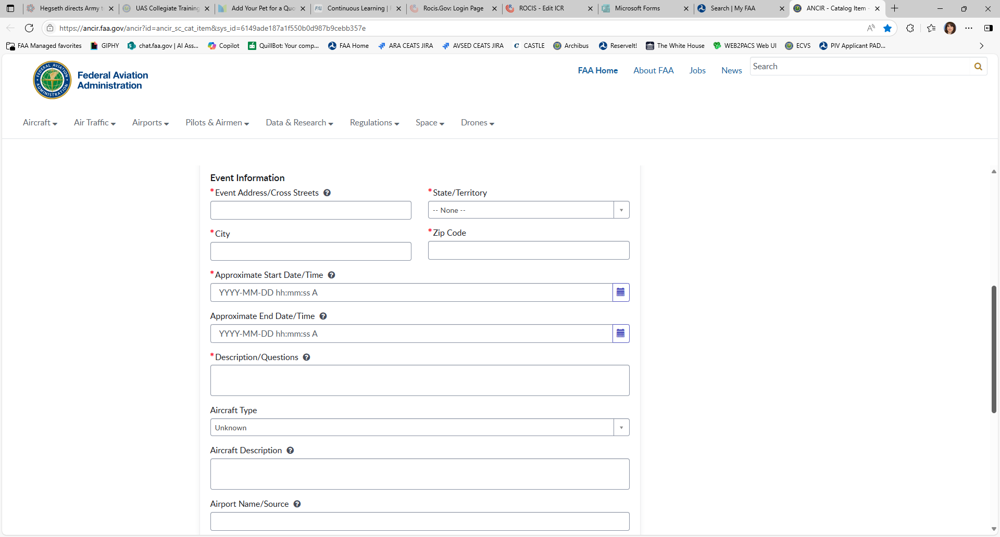 Hegseth directs Army t
UAS Collegiate Training
Add Your Pet for a Quo
Continuous Learning | F
Rocis.Gov: Login Page
ROCIS - Edit ICR
Microsoft Forms
Search | My FAA
ANCIR - Catalog Item -
https://ancir.faa.gov/ancir?id=ancir_sc_cat_item&sys_id=6149ade187a1f550b0d987b9cebb357e
FAA Managed favorites
GIPHY
chat.faa.gov | AI Ass...
Copilot
QuillBot: Your comp...
FAA Home
ARA CEATS JIRA
AVSED CEATS JIRA
CASTLE
Archibus
ReserveIt!
The White House
WEB2PACS Web UI
ECVS
PIV Applicant PAD...
Federal Aviation
Administration
FAA Home
About FAA
Jobs
News
Search
Aircraft
Air Traffic
Airports
Pilots & Airmen
Data & Research
Regulations
Space
Drones
Event Information
* Event Address/Cross Streets
* State/Territory
-- None --
* City
* Zip Code
* Approximate Start Date/Time
YYYY-MM-DD hh:mm:ss A
Approximate End Date/Time
YYYY-MM-DD hh:mm:ss A
* Description/Questions
Aircraft Type
Unknown
Aircraft Description
Airport Name/Source